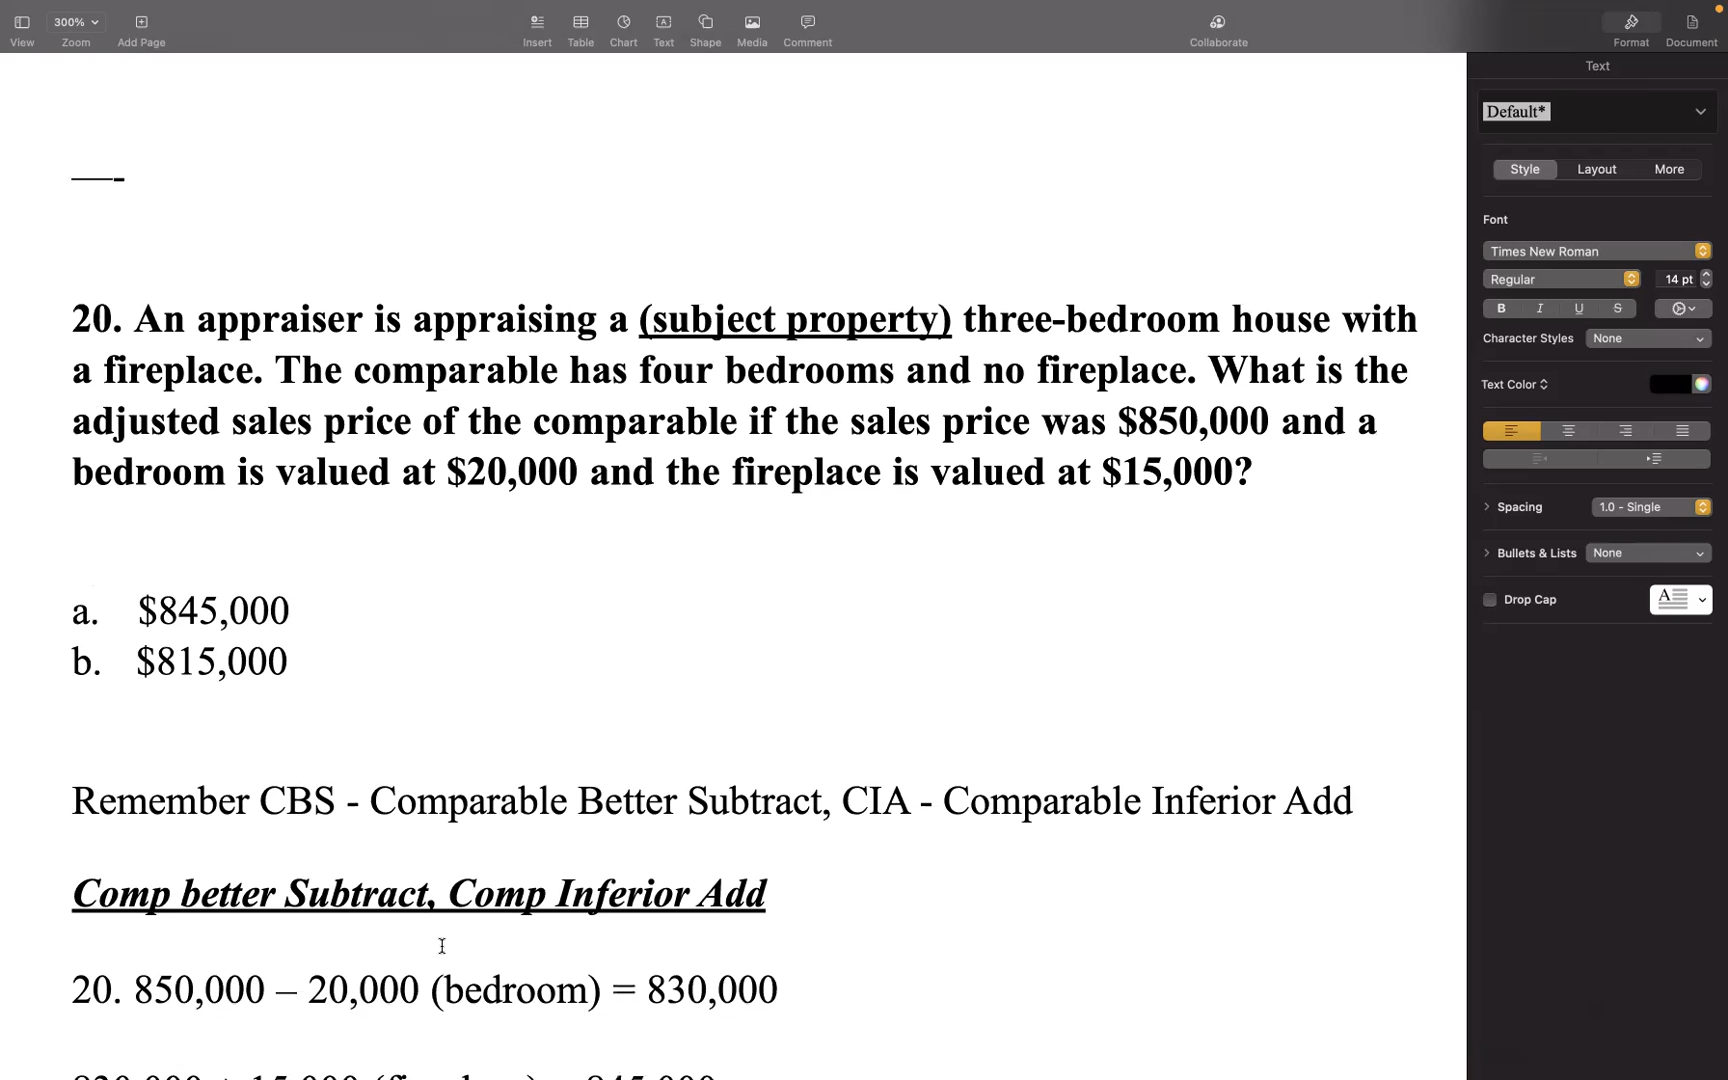 300%
View
Zoom
Add Page
Insert
Table
Chart
Text
Shape
Media
Comment
Collaborate
Format
Document
—-
20. An appraiser is appraising a (subject property) three-bedroom house with
a fireplace. The comparable has four bedrooms and no fireplace. What is the
adjusted sales price of the comparable if the sales price was $850,000 and a
bedroom is valued at $20,000 and the fireplace is valued at $15,000?
a. $845,000
b. $815,000
Remember CBS - Comparable Better Subtract, CIA - Comparable Inferior Add
Comp better Subtract, Comp Inferior Add
20. 850,000 – 20,000 (bedroom) = 830,000
Text
Default*
Style
Layout
More
Font
Times New Roman
Regular
14 pt
B I U S
Character Styles
None
Text Color
Spacing
1.0 - Single
Bullets & Lists
None
Drop Cap
A